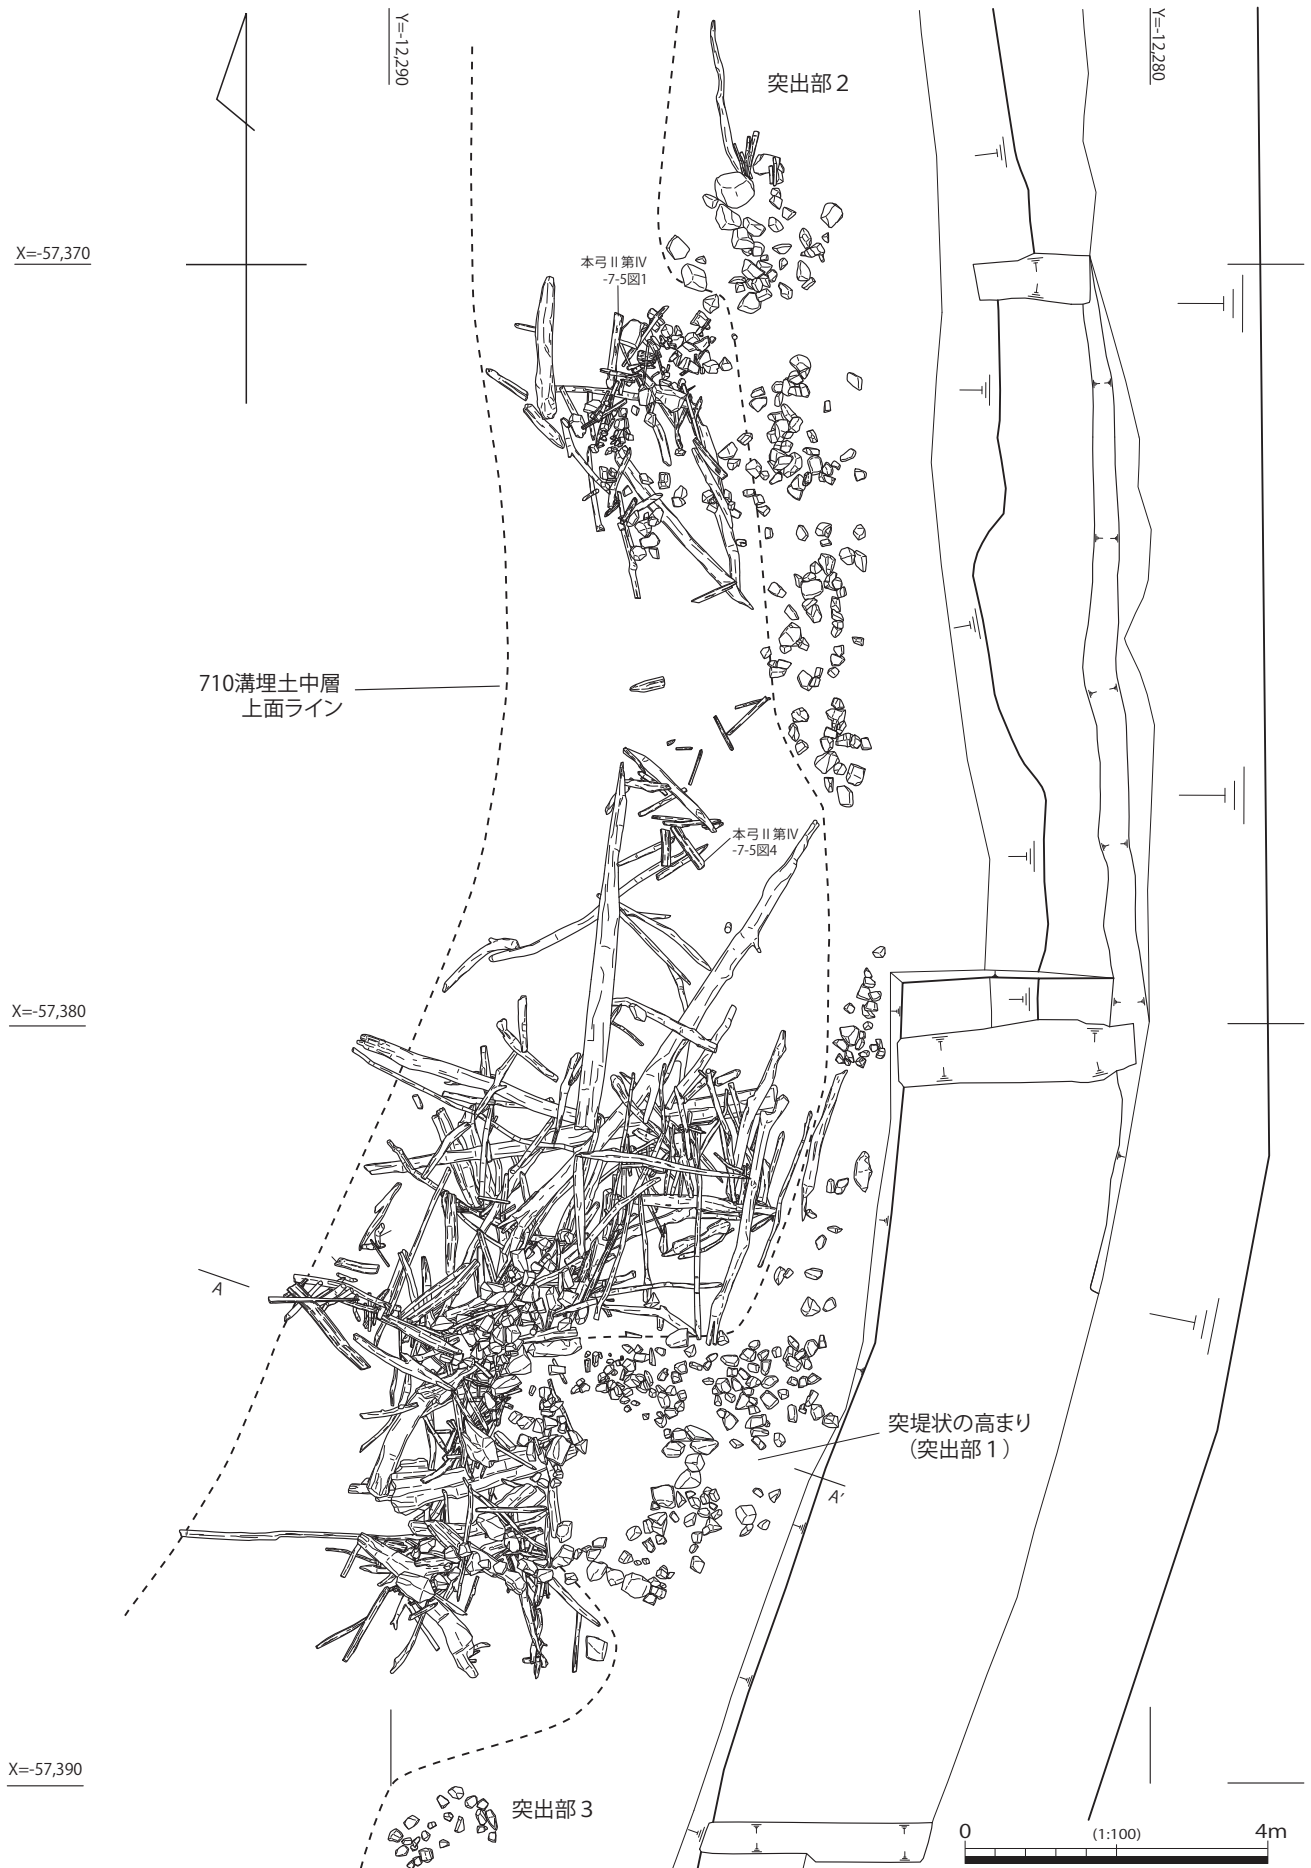 Y=-12,290
Y=-12,280
突出部2
X=-57,370
本弓Ⅱ第Ⅳ
-7-5図1
710溝埋土中層
上面ライン
本弓Ⅱ第Ⅳ
-7-5図4
X=-57,380
A
突堤状の高まり
（突出部1）
A'
X=-57,390
突出部3
0
(1:100)
4m